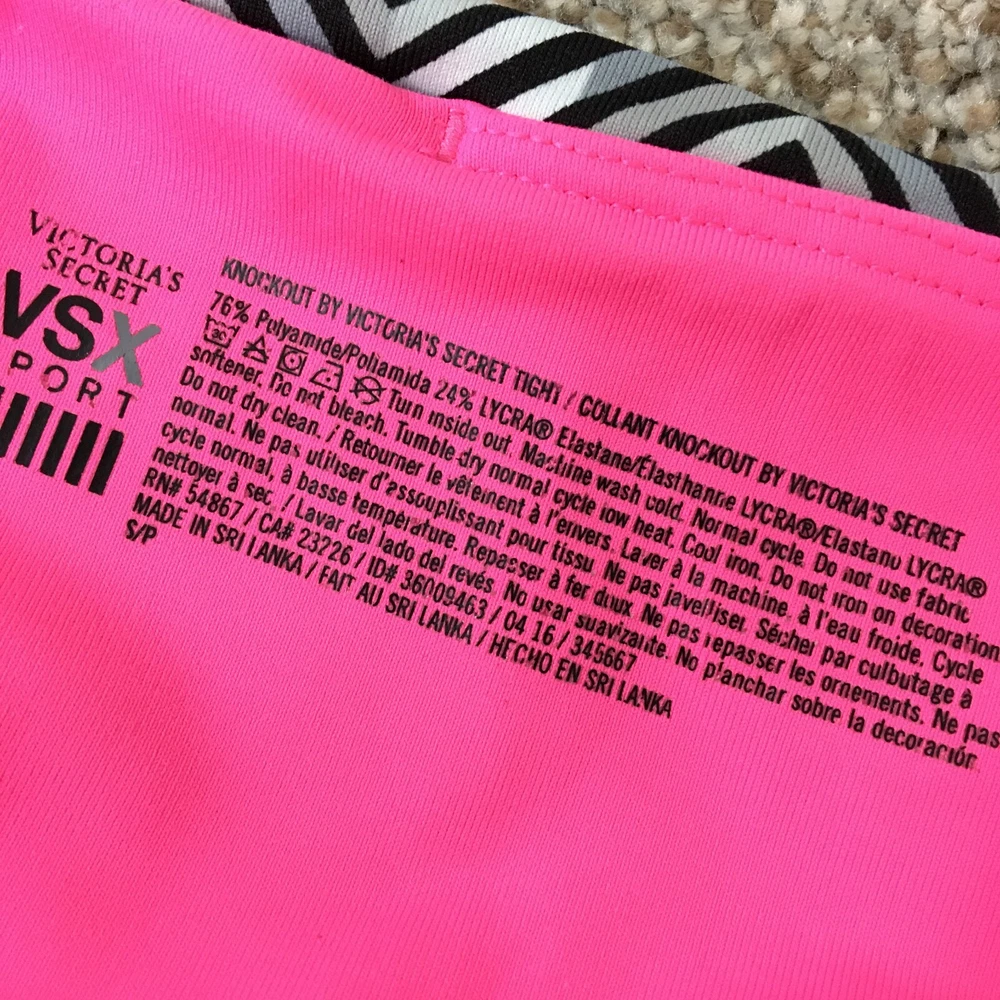 VICTORIA'S
SECRET
VSX
PORT
KNOCKOUT BY VICTORIA'S SECRET TIGHT / COLLANT KNOCKOUT BY VICTORIA'S SECRET
76% Polyamide/Poliamida 24% LYCRA® Elastane/Élasthanne LYCRA®/Elastano LYCRA®
30 Turn inside out. Machine wash cold. Normal cycle. Do not use fabric
softener. Do not bleach. Tumble dry normal cycle low heat. Cool iron. Do not iron on decoration
Do not dry clean. / Retourner le vêtement à l'envers. Laver à la machine, à l'eau froide. Cycle
normal. Ne pas utiliser d'assouplissant pour tissu. Ne pas javelliser. Sécher par culbutage à
cycle normal, à basse température. Repasser à fer doux. Ne pas repasser les ornements. Ne pas
nettoyer à sec. / Lavar del lado del revés. No usar suavizante. No planchar sobre la decoración.
RN# 54867 / CA# 23226 / ID# 36009463 / 04 16 / 345667
MADE IN SRI LANKA / FAIT AU SRI LANKA / HECHO EN SRI LANKA
S/P